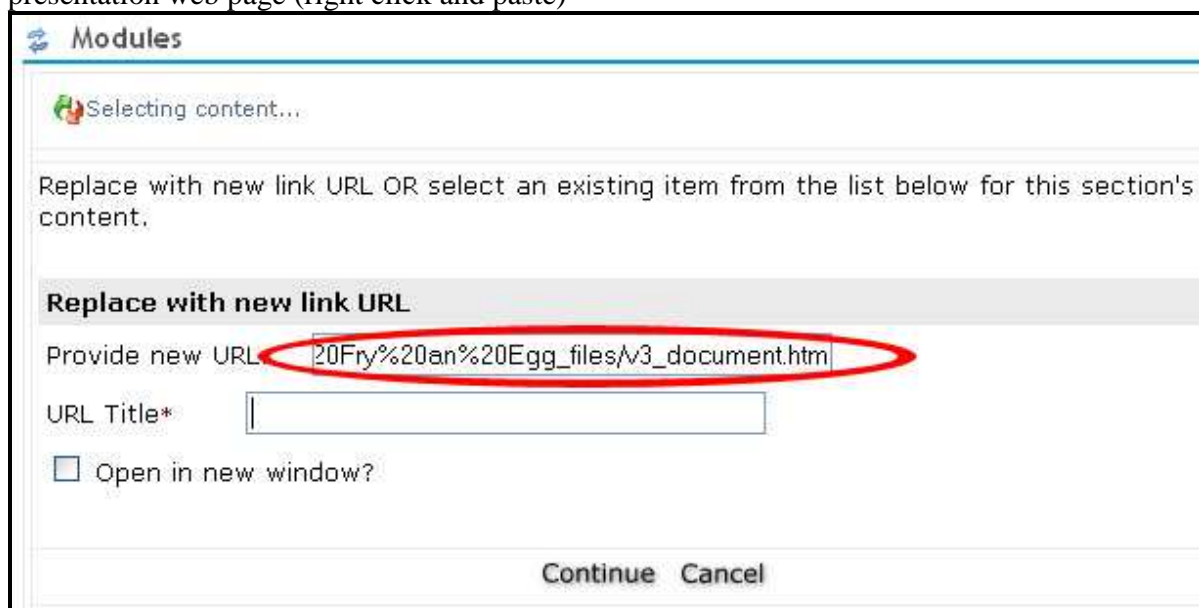 presentation web page (right click and paste)
Modules
Selecting content...
Replace with new link URL OR select an existing item from the list below for this section's
content.
Replace with new link URL
Provide new URL 20Fry%20an%20Egg_files/v3_document.htm
URL Title*
Open in new window?
Continue Cancel